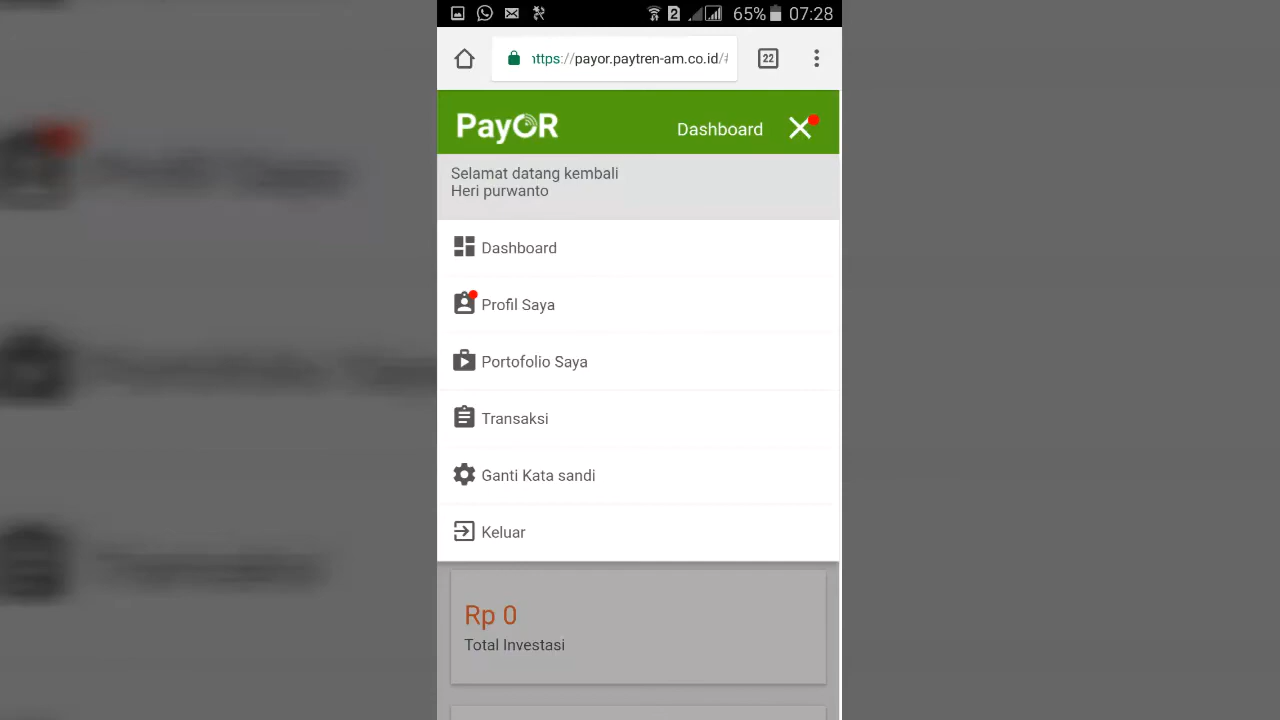 65% 07:28
https://payor.paytren-am.co.id/#
22
PayOR
Dashboard
Selamat datang kembali
Heri purwanto
Dashboard
Profil Saya
Portofolio Saya
Transaksi
Ganti Kata sandi
Keluar
Rp 0
Total Investasi